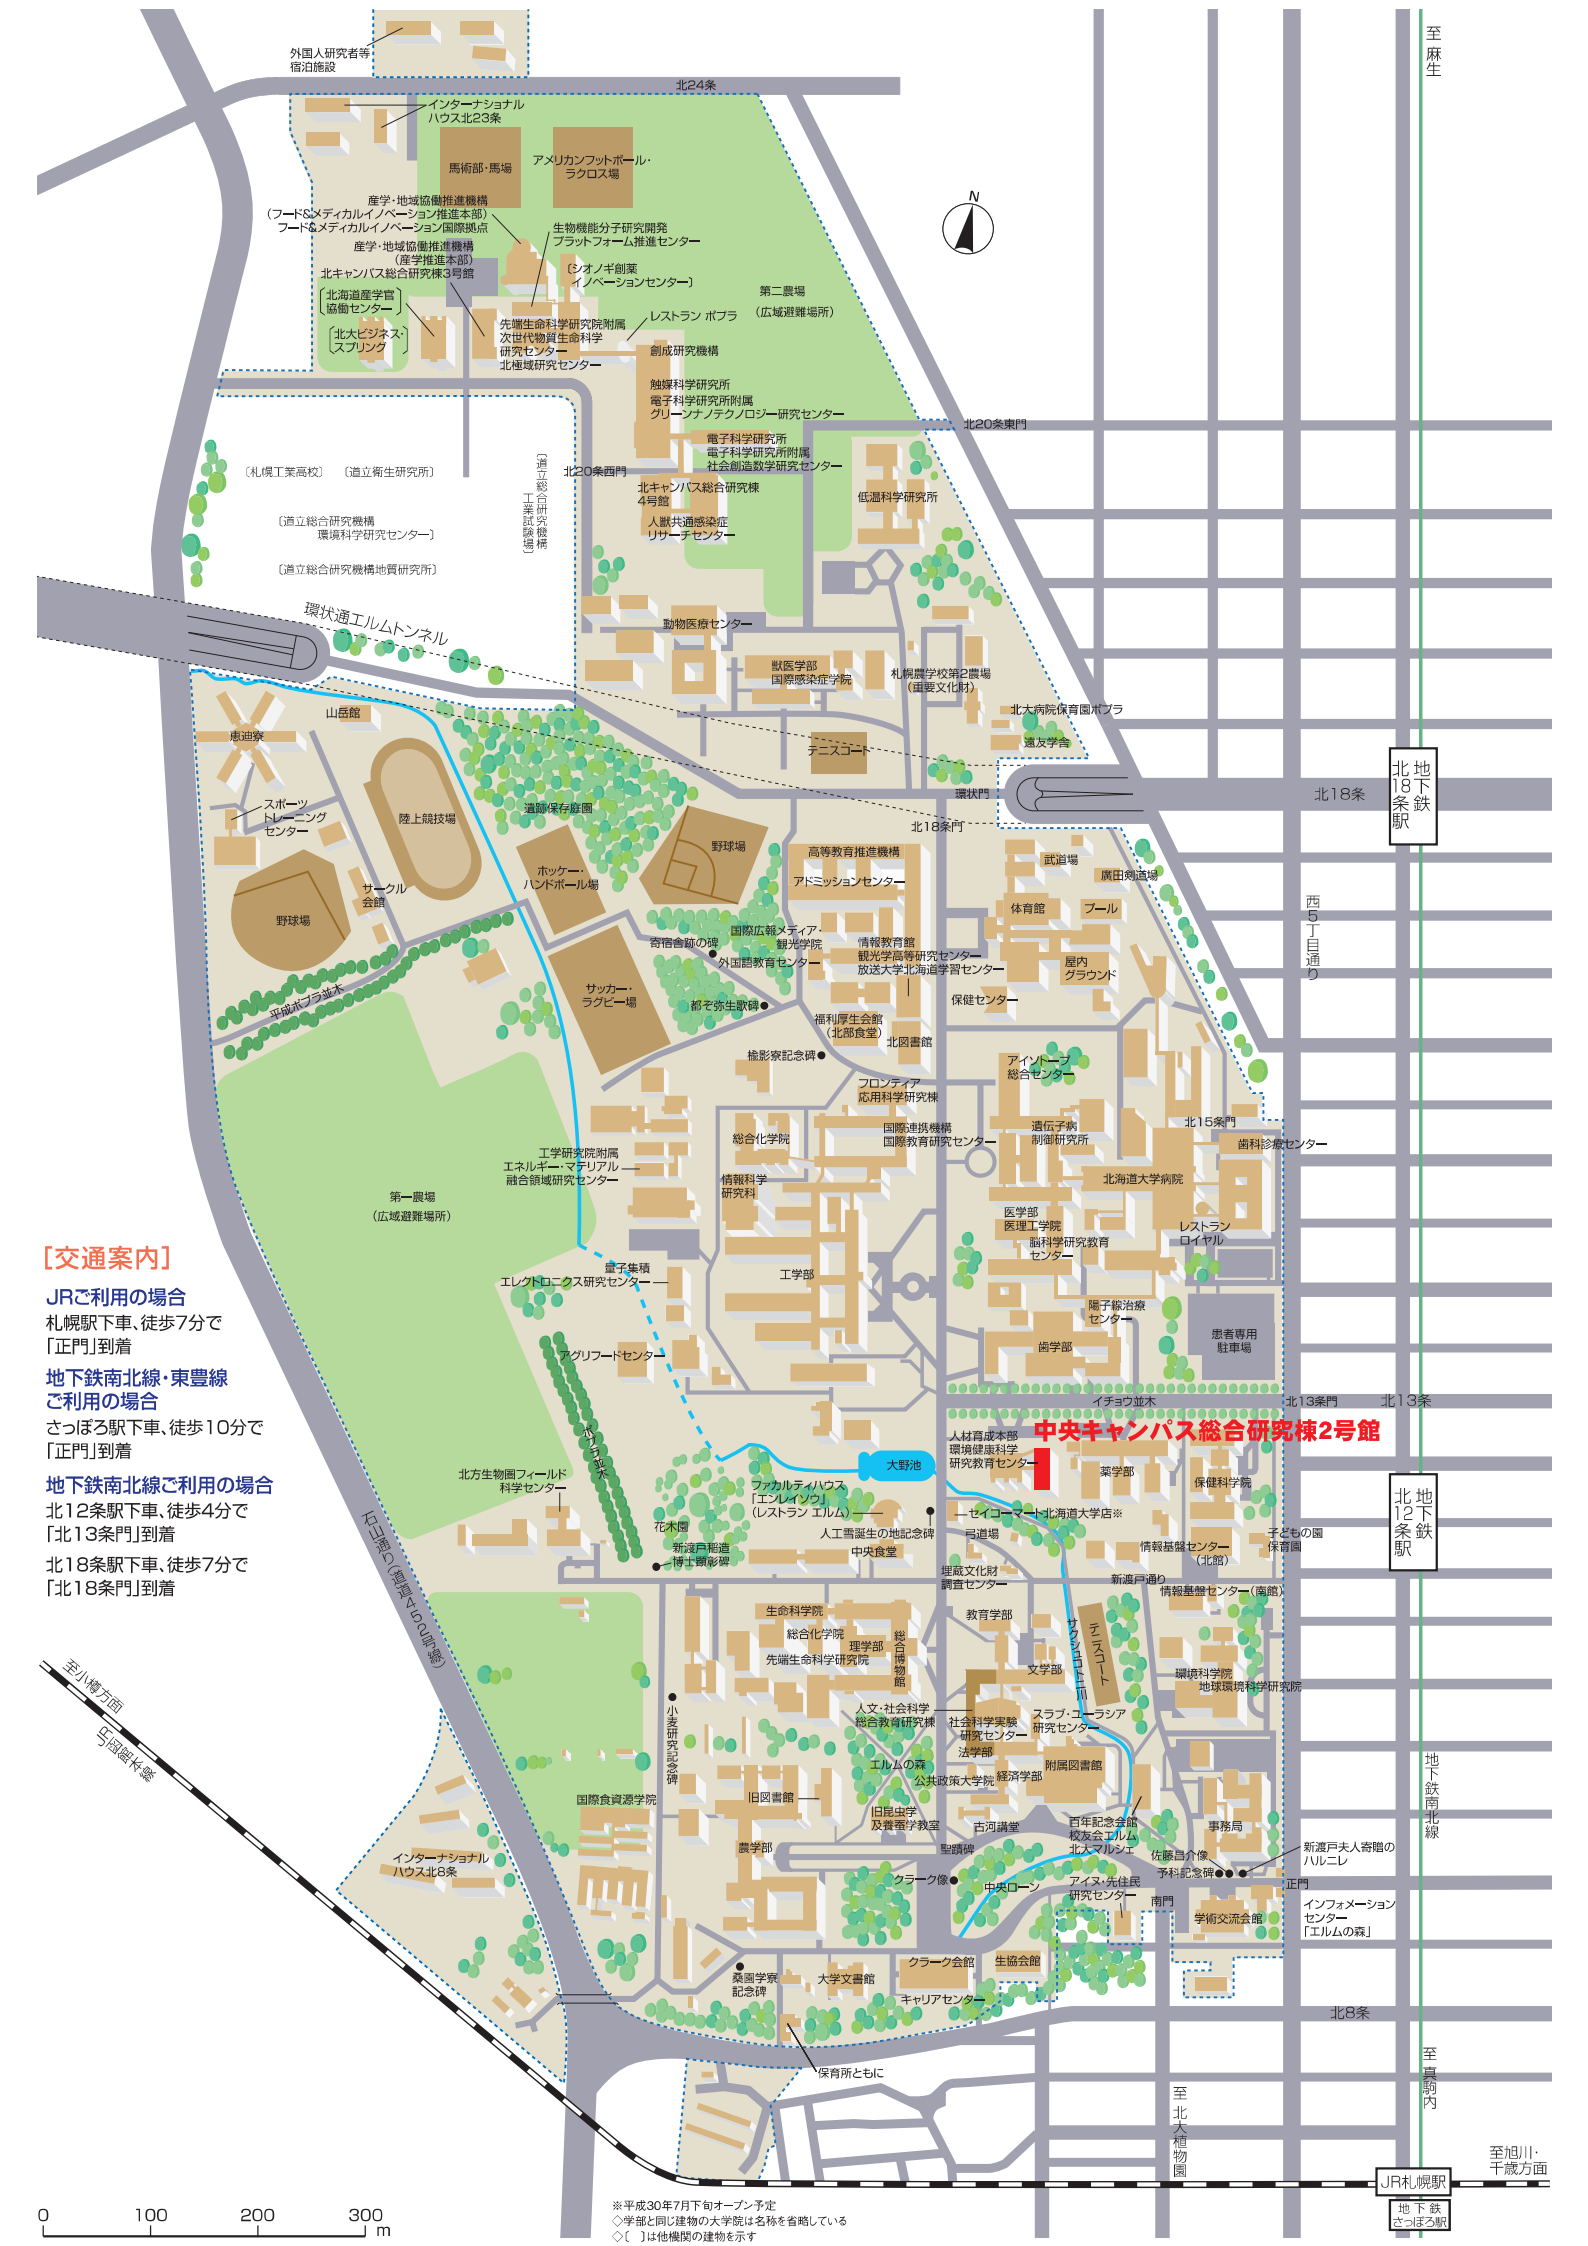 外国人研究者等
宿泊施設
至 麻生
北24条
インターナショナル
ハウス北23条
馬術部・馬場
アメリカンフットボール・
ラクロス場
N
産学・地域協働推進機構
(フード&メディカルイノベーション推進本部)
フード&メディカルイノベーション国際拠点
生物機能分子研究開発
プラットフォーム推進センター
産学・地域協働推進機構
(産学推進本部)
北キャンパス総合研究棟3号館
〔シオノギ創薬
イノベーションセンター〕
〔北海道産学官
協働センター〕
第二農場
(広域避難場所)
〔北大ビジネス・
スプリング〕
レストラン ポプラ
先端生命科学研究院附属
次世代物質生命科学
研究センター
北極域研究センター
創成研究機構
触媒科学研究所
電子科学研究所附属
グリーンナノテクノロジー研究センター
北20条東門
電子科学研究所
電子科学研究所附属
社会創造数学研究センター
〔札幌工業高校〕
〔道立衛生研究所〕
〔道立総合研究機構
工業試験場〕
北20条西門
北キャンパス総合研究棟
4号館
低温科学研究所
〔道立総合研究機構
環境科学研究センター〕
人獣共通感染症
リサーチセンター
〔道立総合研究機構地質研究所〕
環状通エルムトンネル
動物医療センター
獣医学部
国際感染症学院
札幌農学校第2農場
(重要文化財)
北大病院保育園ポプラ
遠友学舎
山岳館
恵迪寮
テニスコート
環状門
北18条
地下鉄
北18条駅
スポーツ
トレーニング
センター
陸上競技場
遺跡保存庭園
北18条門
野球場
高等教育推進機構
武道場
ホッケー・
ハンドボール場
アドミッションセンター
廣田剣道場
サークル
会館
野球場
体育館
プール
西5丁目通り
国際広報メディア・
観光学院
寄宿舎跡の碑
情報教育館
観光学高等研究センター
放送大学北海道学習センター
外国語教育センター
屋内
グラウンド
サッカー・
ラグビー場
平成ポプラ並木
都ぞ弥生歌碑
保健センター
福利厚生会館
(北部食堂)
北図書館
楡影寮記念碑
アイソトープ
総合センター
フロンティア
応用科学研究棟
総合化学院
国際連携機構
国際教育研究センター
遺伝子病
制御研究所
北15条門
歯科診療センター
工学研究院附属
エネルギー・マテリアル
融合領域研究センター
情報科学
研究科
北海道大学病院
第一農場
(広域避難場所)
医学部
医理工学院
脳科学研究教育
センター
レストラン
ロイヤル
[交通案内]
JRご利用の場合
札幌駅下車、徒歩7分で
「正門」到着
地下鉄南北線・東豊線
ご利用の場合
さっぽろ駅下車、徒歩10分で
「正門」到着
地下鉄南北線ご利用の場合
北12条駅下車、徒歩4分で
「北13条門」到着
北18条駅下車、徒歩7分で
「北18条門」到着
量子集積
エレクトロニクス研究センター
工学部
陽子線治療
センター
患者専用
駐車場
アグリフードセンター
歯学部
イチョウ並木
北13条門
北13条
ポプラ並木
中央キャンパス総合研究棟2号館
人材育成本部
環境健康科学
研究教育センター
大野池
薬学部
保健科学院
北方生物圏フィールド
科学センター
ファカルティハウス
「エンレイソウ」
(レストラン エルム)
地下鉄
北12条駅
セイコーマート北海道大学店※
花木園
人工雪誕生の地記念碑
弓道場
子どもの園
保育園
新渡戸稲造
博士顕彰碑
中央食堂
情報基盤センター
(北館)
石山通り(道道452号線)
埋蔵文化財
調査センター
新渡戸通り
情報基盤センター(南館)
生命科学院
教育学部
サクシュコトニ川
テニスコート
総合化学院
理学部
先端生命科学研究院
総合博物館
文学部
環境科学院
地球環境科学研究院
至小樽方面
JR函館本線
小麦研究記念碑
人文・社会科学
総合教育研究棟
社会科学実験
研究センター
スラブ・ユーラシア
研究センター
法学部
エルムの森
附属図書館
公共政策大学院
経済学部
地下鉄南北線
国際食資源学院
旧図書館
旧昆虫学
及養蚕学教室
古河講堂
百年記念会館
校友会エルム
北大マルシェ
事務局
農学部
聖蹟碑
佐藤昌介像
新渡戸夫人寄贈の
ハルニレ
インターナショナル
ハウス北8条
クラーク像
中央ローン
予科記念碑
アイヌ・先住民
研究センター
正門
南門
学術交流会館
インフォメーション
センター
「エルムの森」
桑園学寮
記念碑
大学文書館
クラーク会館
生協会館
キャリアセンター
北8条
保育所ともに
至 真駒内
至 北大植物園
至旭川・
千歳方面
JR札幌駅
地下鉄
さっぽろ駅
0 100 200 300
m
※平成30年7月下旬オープン予定
◇学部と同じ建物の大学院は名称を省略している
◇〔 〕は他機関の建物を示す